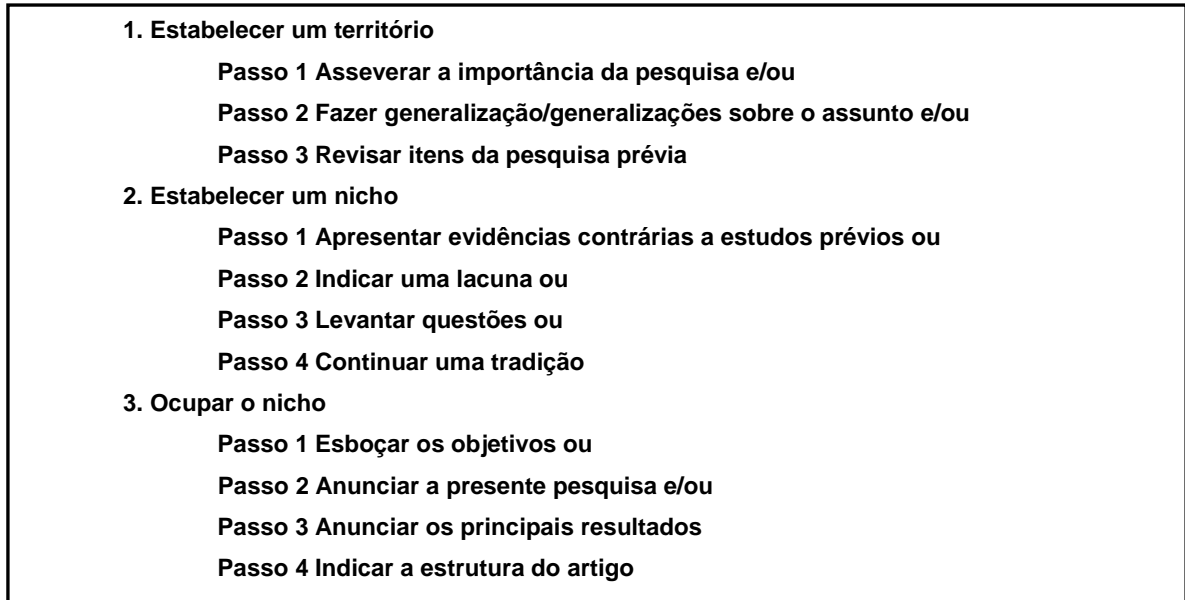 1. Estabelecer um território
Passo 1 Asseverar a importância da pesquisa e/ou
Passo 2 Fazer generalização/generalizações sobre o assunto e/ou
Passo 3 Revisar itens da pesquisa prévia
2. Estabelecer um nicho
Passo 1 Apresentar evidências contrárias a estudos prévios ou
Passo 2 Indicar uma lacuna ou
Passo 3 Levantar questões ou
Passo 4 Continuar uma tradição
3. Ocupar o nicho
Passo 1 Esboçar os objetivos ou
Passo 2 Anunciar a presente pesquisa e/ou
Passo 3 Anunciar os principais resultados
Passo 4 Indicar a estrutura do artigo